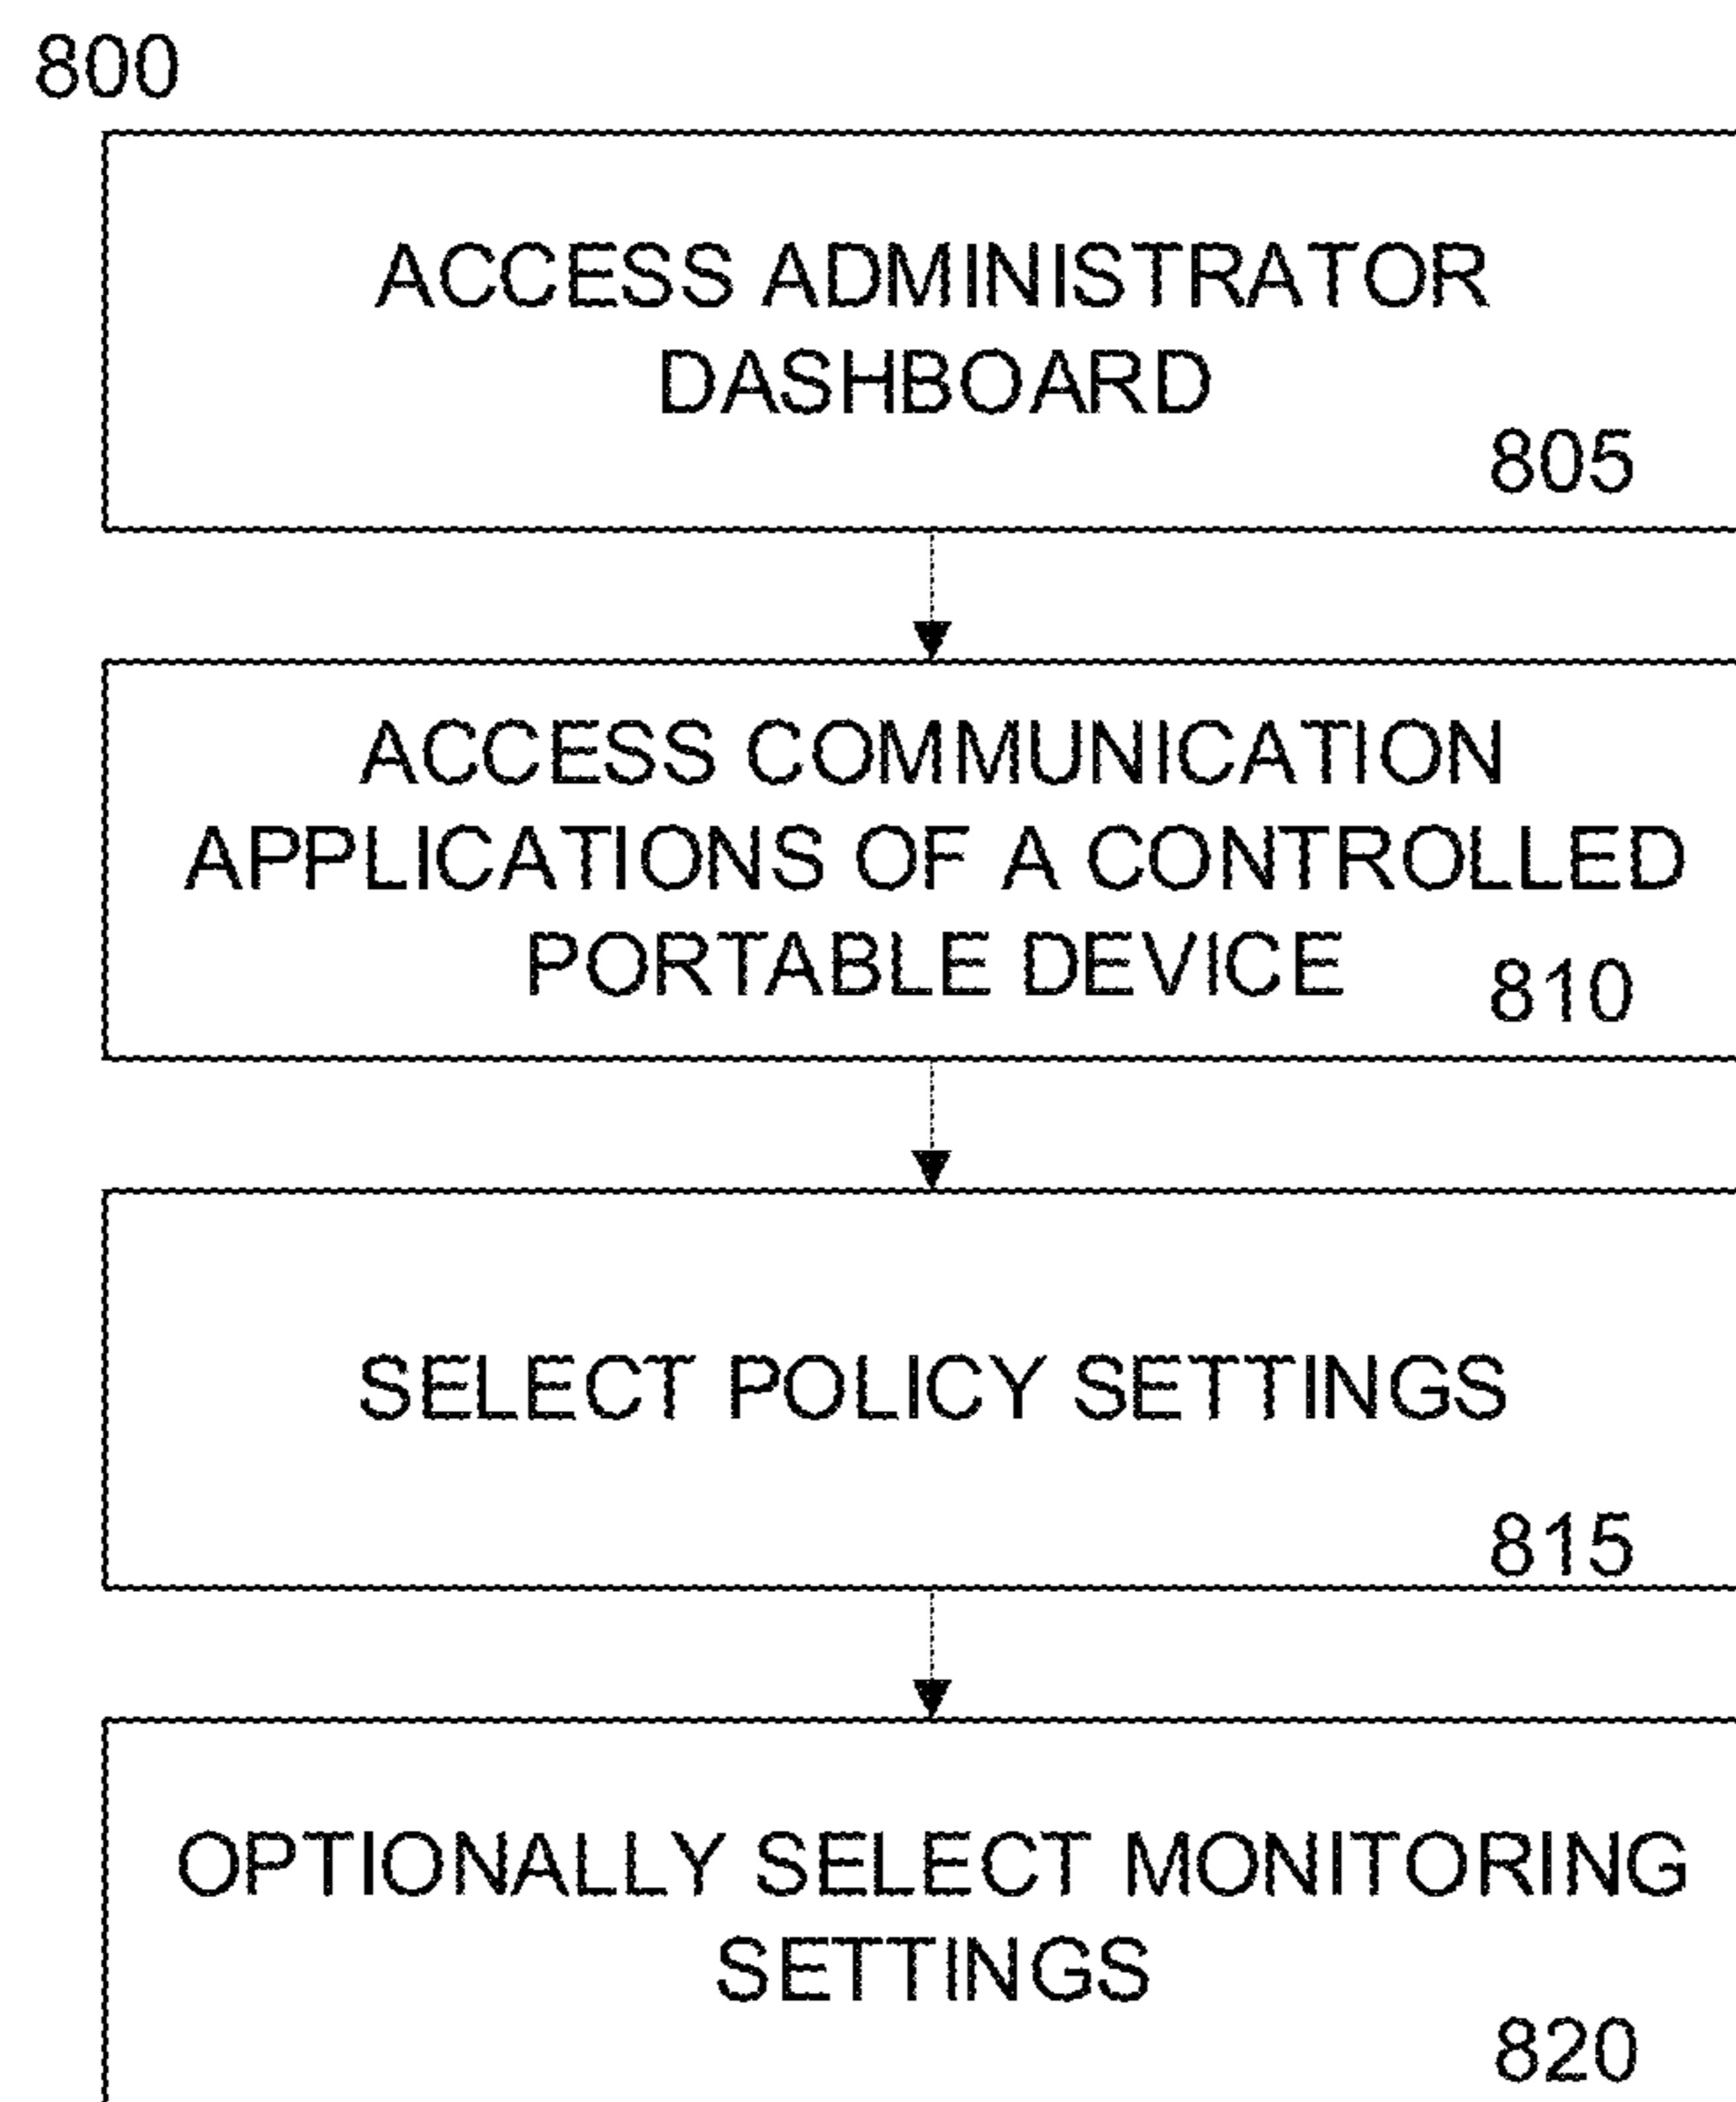 800
ACCESS ADMINISTRATOR
DASHBOARD
805
ACCESS COMMUNICATION
APPLICATIONS OF A CONTROLLED
PORTABLE DEVICE
810
SELECT POLICY SETTINGS
815
OPTIONALLY SELECT MONITORING
SETTINGS
820